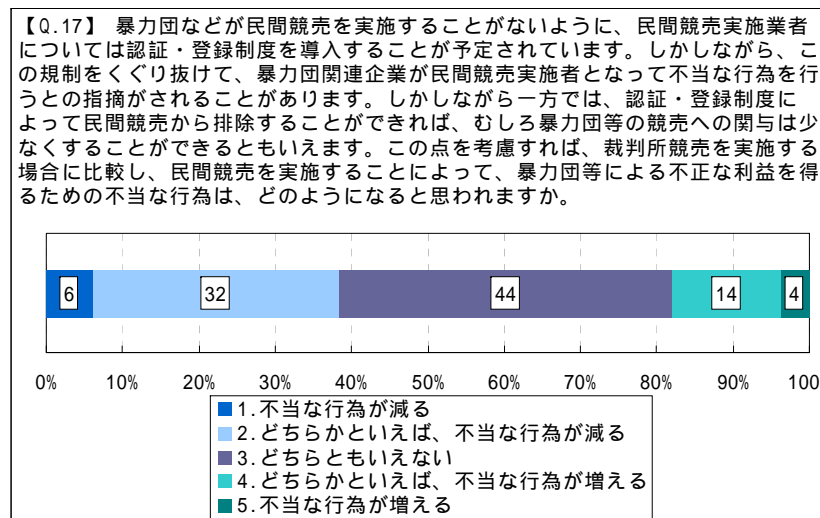 【Q.17】 暴力団などが民間競売を実施することがないように、民間競売実施業者
については認証・登録制度を導入することが予定されています。しかしながら、こ
の規制をくぐり抜けて、暴力団関連企業が民間競売実施者となって不当な行為を行
うとの指摘がされることがあります。しかしながら一方では、認証・登録制度に
よって民間競売から排除することができれば、むしろ暴力団等の競売への関与は少
なくすることができるともいえます。この点を考慮すれば、裁判所競売を実施する
場合に比較し、民間競売を実施することによって、暴力団等による不正な利益を得
るための不当な行為は、どのようになると思われますか。
6 32 44 14 4
0% 10% 20% 30% 40% 50% 60% 70% 80% 90% 100
1.不当な行為が減る
2.どちらかといえば、不当な行為が減る
3.どちらともいえない
4.どちらかといえば、不当な行為が増える
5.不当な行為が増える